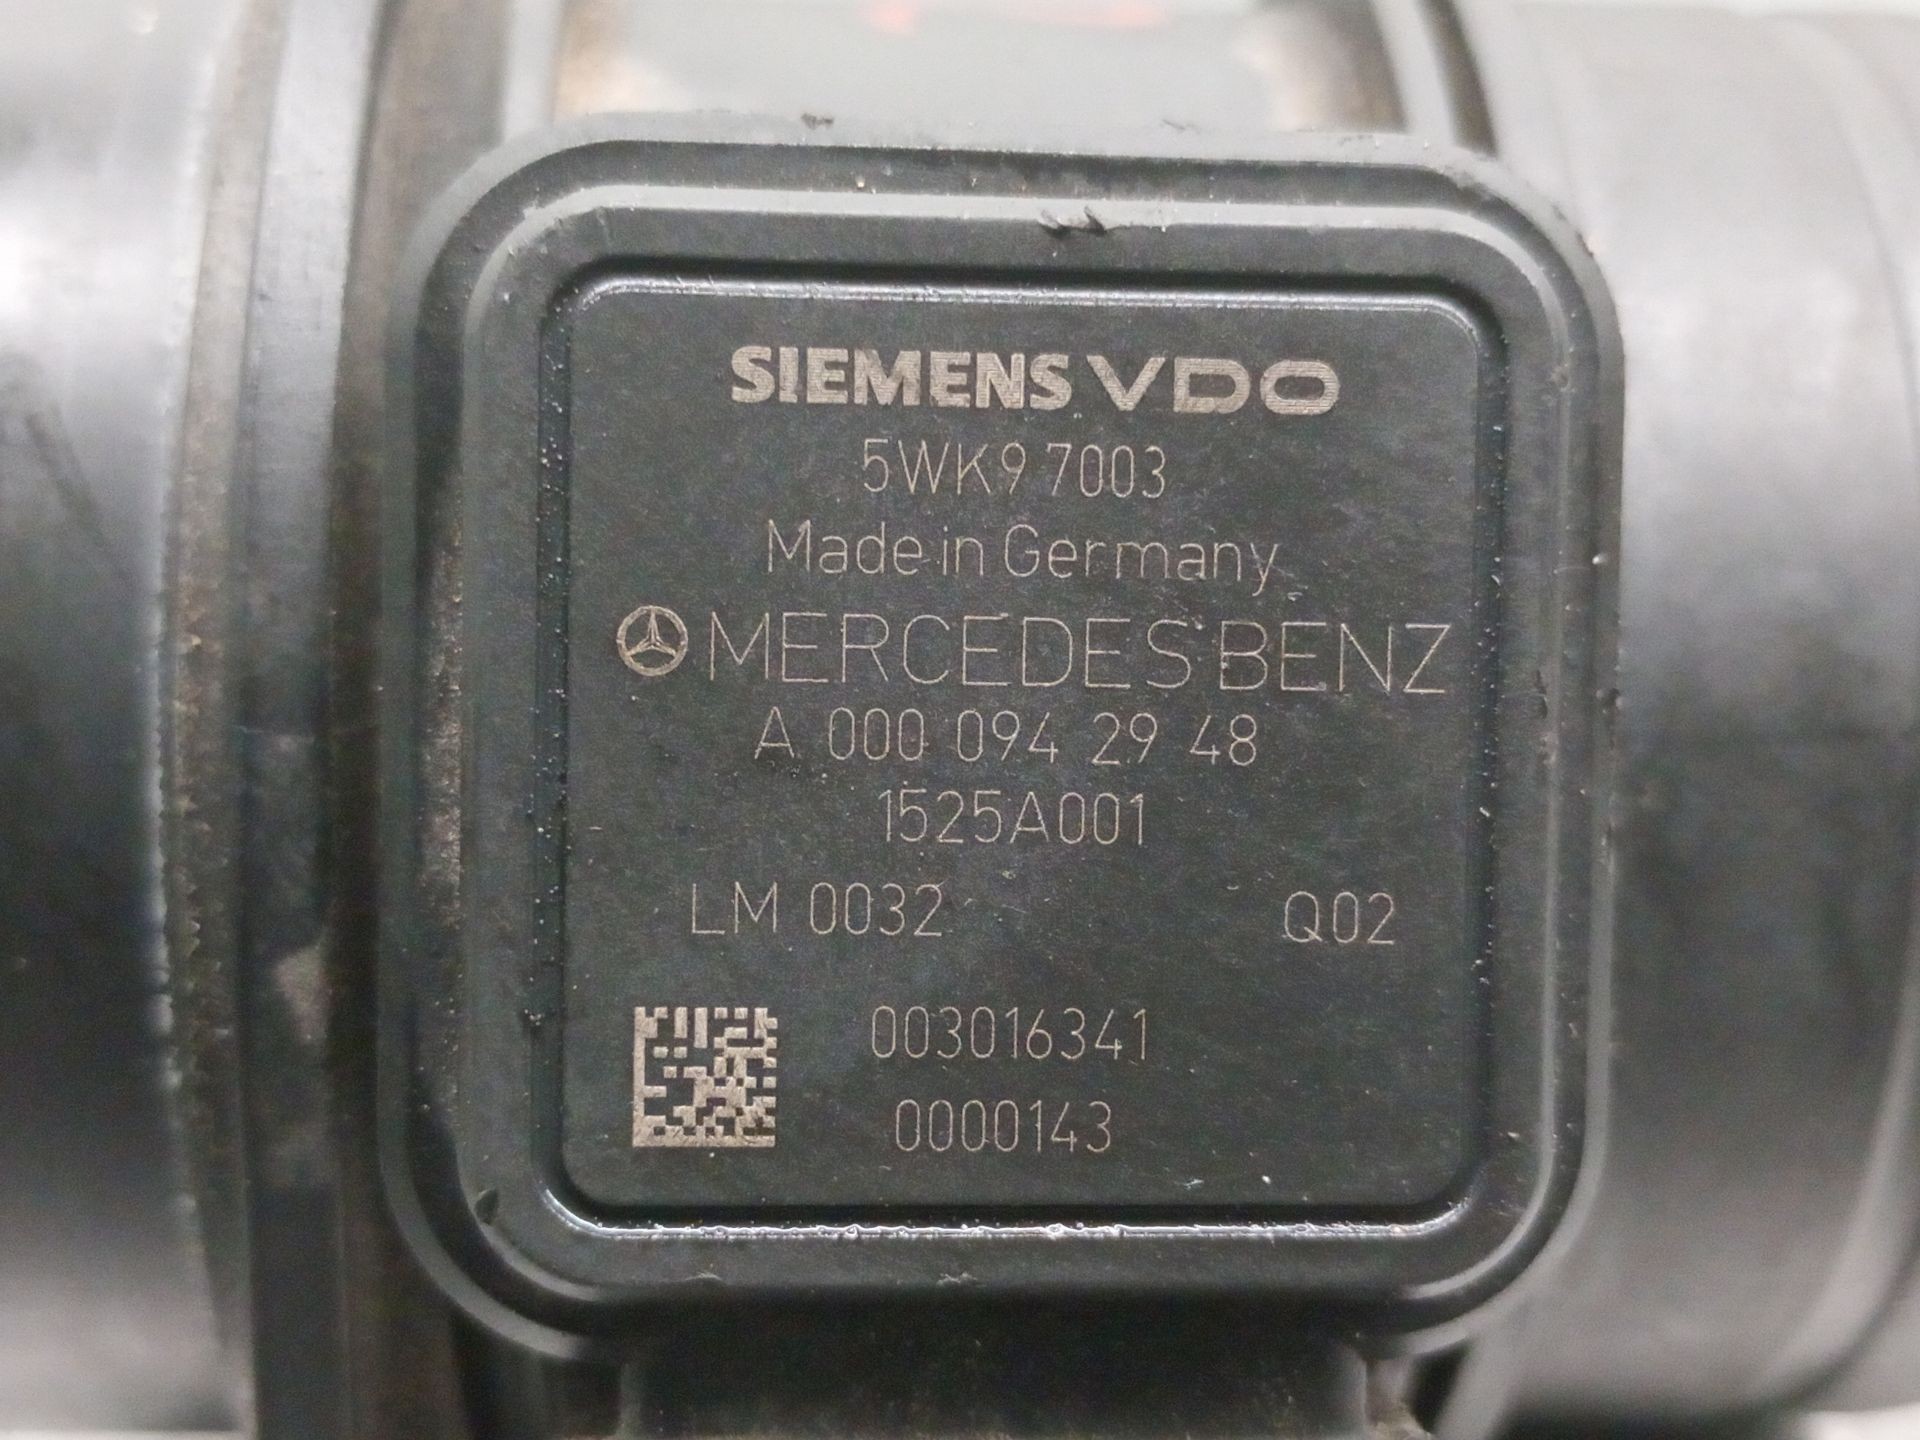 SIEMENS VDO
5WK9 7003
Made in Germany
MERCEDES BENZ
A 000 094 29 48
1525A001
LM 0032 Q02
003016341
0000143